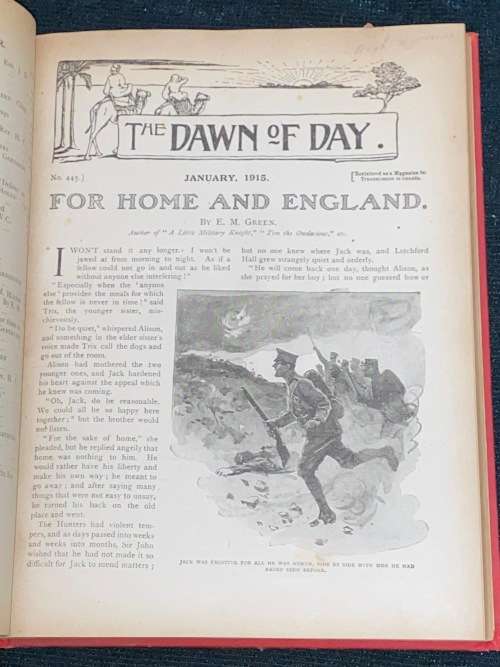 THE DAWN OF DAY.
No. 445.]
JANUARY, 1915.
[Registered as a Magazine for
Transmission to Canada.
FOR HOME AND ENGLAND.
BY E. M. GREEN.
Author of "A Little Military Knight," "Tim the Audacious," etc.
I WON'T stand it any longer. I won't be
jawed at from morning to night. As if a
fellow could not go in and out as he liked
without anyone else interfering!"
"Especially when the 'anyone
else' provides the meals for which
the fellow is never in time!" said
Trix, the younger sister, mis-
chievously.
"Do be quiet," whispered Alison,
and something in the elder sister's
voice made Trix call the dogs and
go out of the room.
Alison had mothered the two
younger ones, and Jack hardened
his heart against the appeal which
he knew was coming.
"Oh, Jack, do be reasonable.
We could all be so happy here
together;" but the brother would
not listen.
"For the sake of home," she
pleaded, but he replied angrily that
home was nothing to him. He
would rather have his liberty and
make his own way; he meant to
go away; and after saying many
things that were not easy to unsay,
he turned his back on the old
place and went.
The Hunters had violent tem-
pers, and as days passed into weeks
and weeks into months, Sir John
wished that he had not made it so
difficult for Jack to mend matters;
but no one knew where Jack was, and Letchford
Hall grew strangely quiet and orderly.
"He will come back one day, thought Alison, as
she prayed for her boy; but no one guessed how or
JACK WAS FIGHTING FOR ALL HE WAS WORTH, SIDE BY SIDE WITH MEN HE HAD
NEVER SEEN BEFORE.